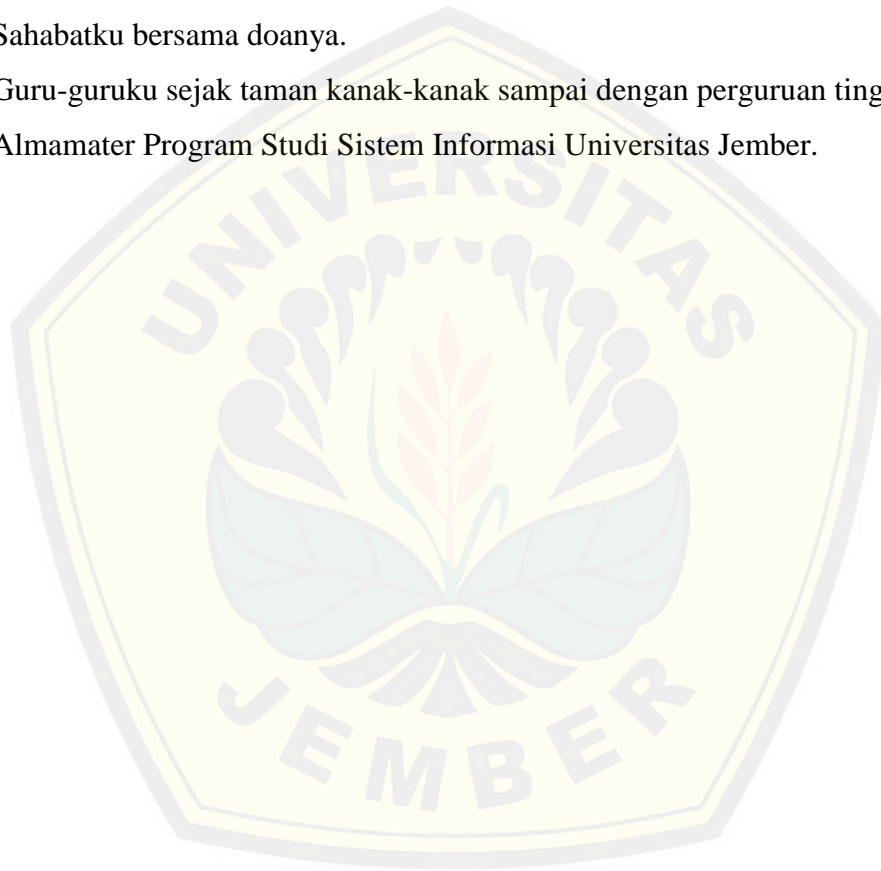 Sahabatku bersama doanya.
Guru-guruku sejak taman kanak-kanak sampai dengan perguruan ting
Almamater Program Studi Sistem Informasi Universitas Jember.
UNIVERSITAS
JEMBER